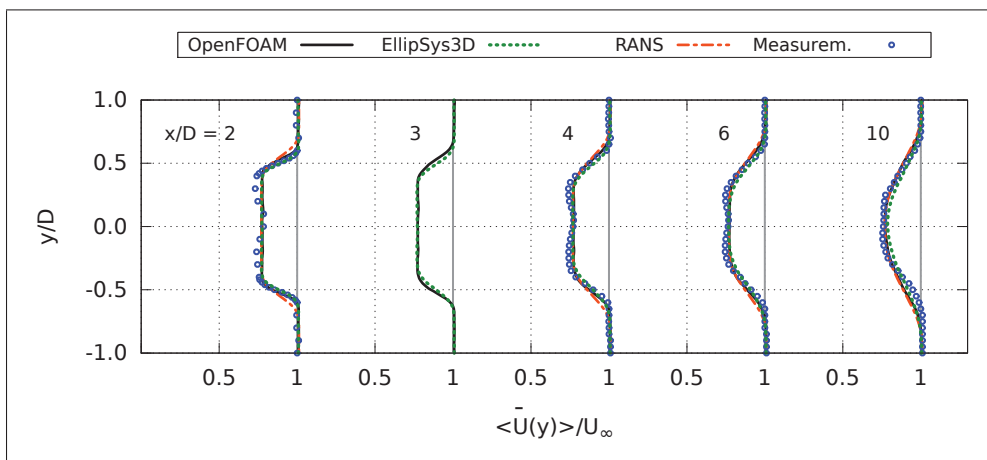 OpenFOAM EllipSys3D RANS Measurem.
1.0
x/D = 2 3 4 6 10
0.5
y/D
0.0
-0.5
-1.0
0.5 1 0.5 1 0.5 1 0.5 1 0.5 1
<Ū(y)>/U∞